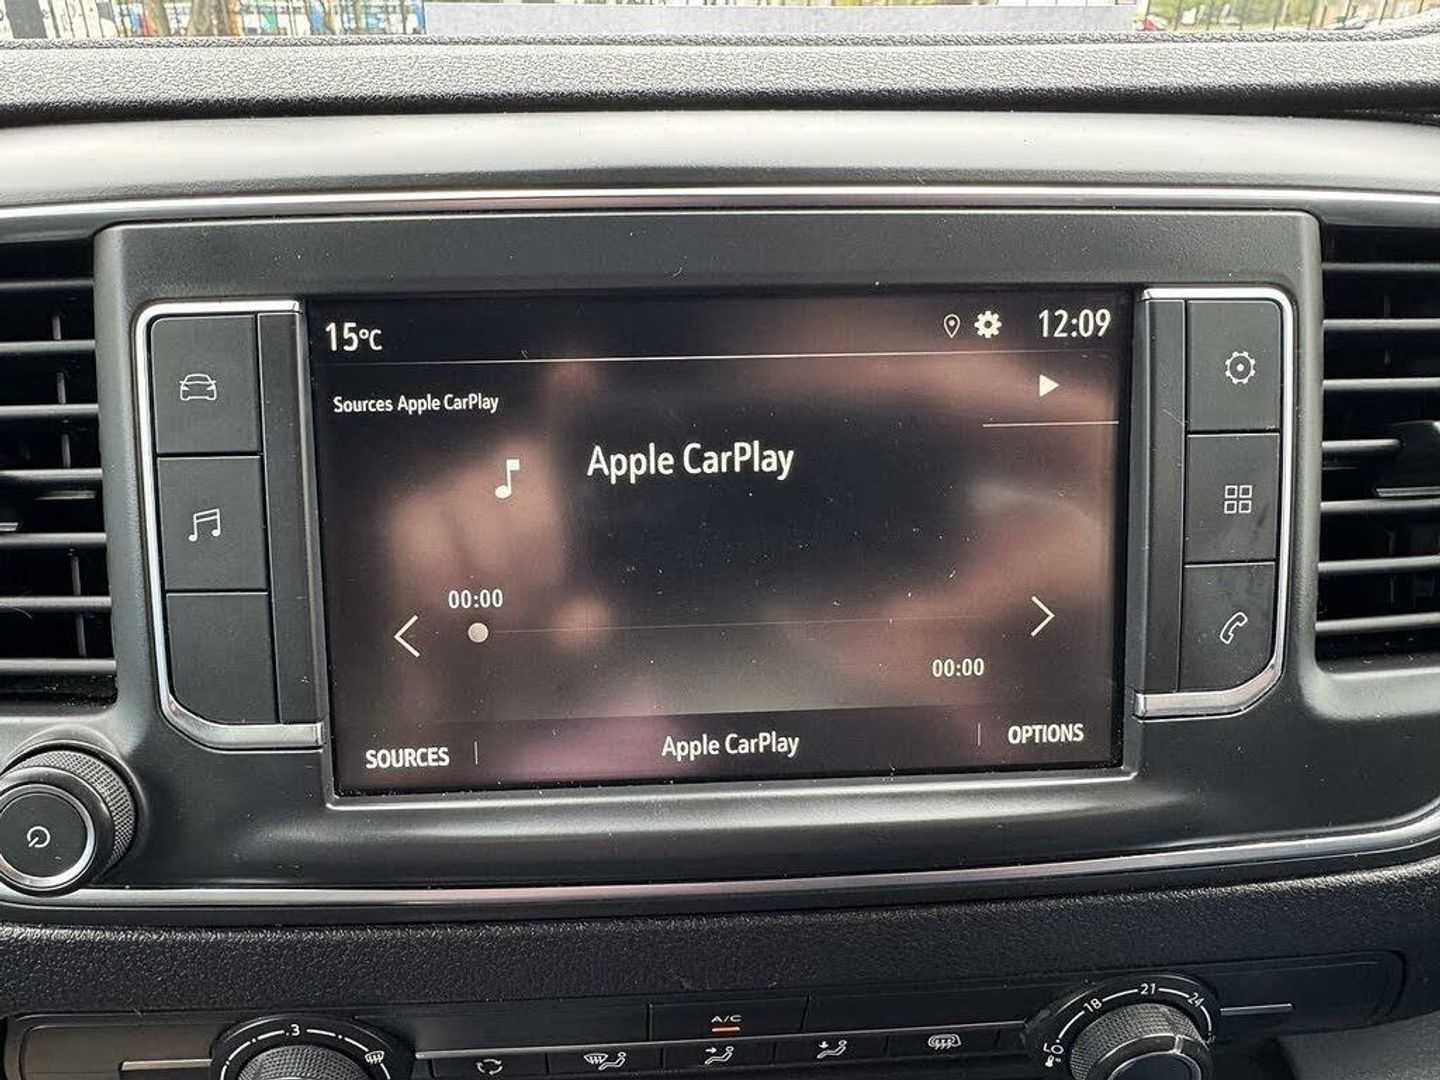 15°C
12:09
Sources Apple CarPlay
Apple CarPlay
00:00
00:00
SOURCES
Apple CarPlay
OPTIONS
A/C
3
18
21
24